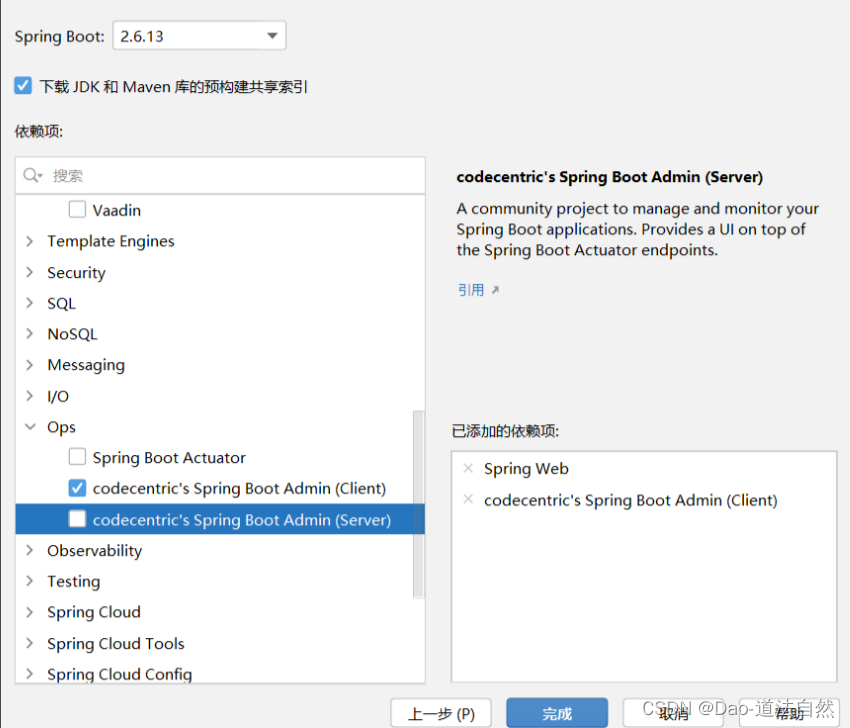 Spring Boot: 2.6.13
下载 JDK 和 Maven 库的预构建共享索引
依赖项:
搜索
Vaadin
Template Engines
Security
SQL
NoSQL
Messaging
I/O
Ops
Spring Boot Actuator
codecentric's Spring Boot Admin (Client)
codecentric's Spring Boot Admin (Server)
Observability
Testing
Spring Cloud
Spring Cloud Tools
Spring Cloud Config
codecentric's Spring Boot Admin (Server)
A community project to manage and monitor your
Spring Boot applications. Provides a UI on top of
the Spring Boot Actuator endpoints.
引用
已添加的依赖项:
Spring Web
codecentric's Spring Boot Admin (Client)
上一步 (P)
完成
取消
帮助
CSDN @Dao-道法自然